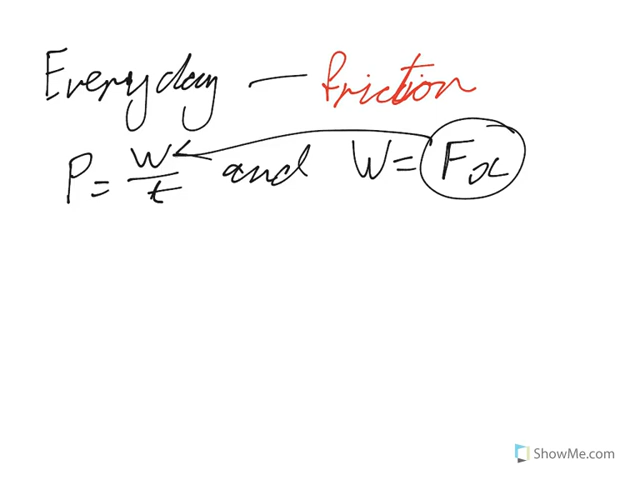 Everyday — Friction
P = W/t and W = Fx
ShowMe.com